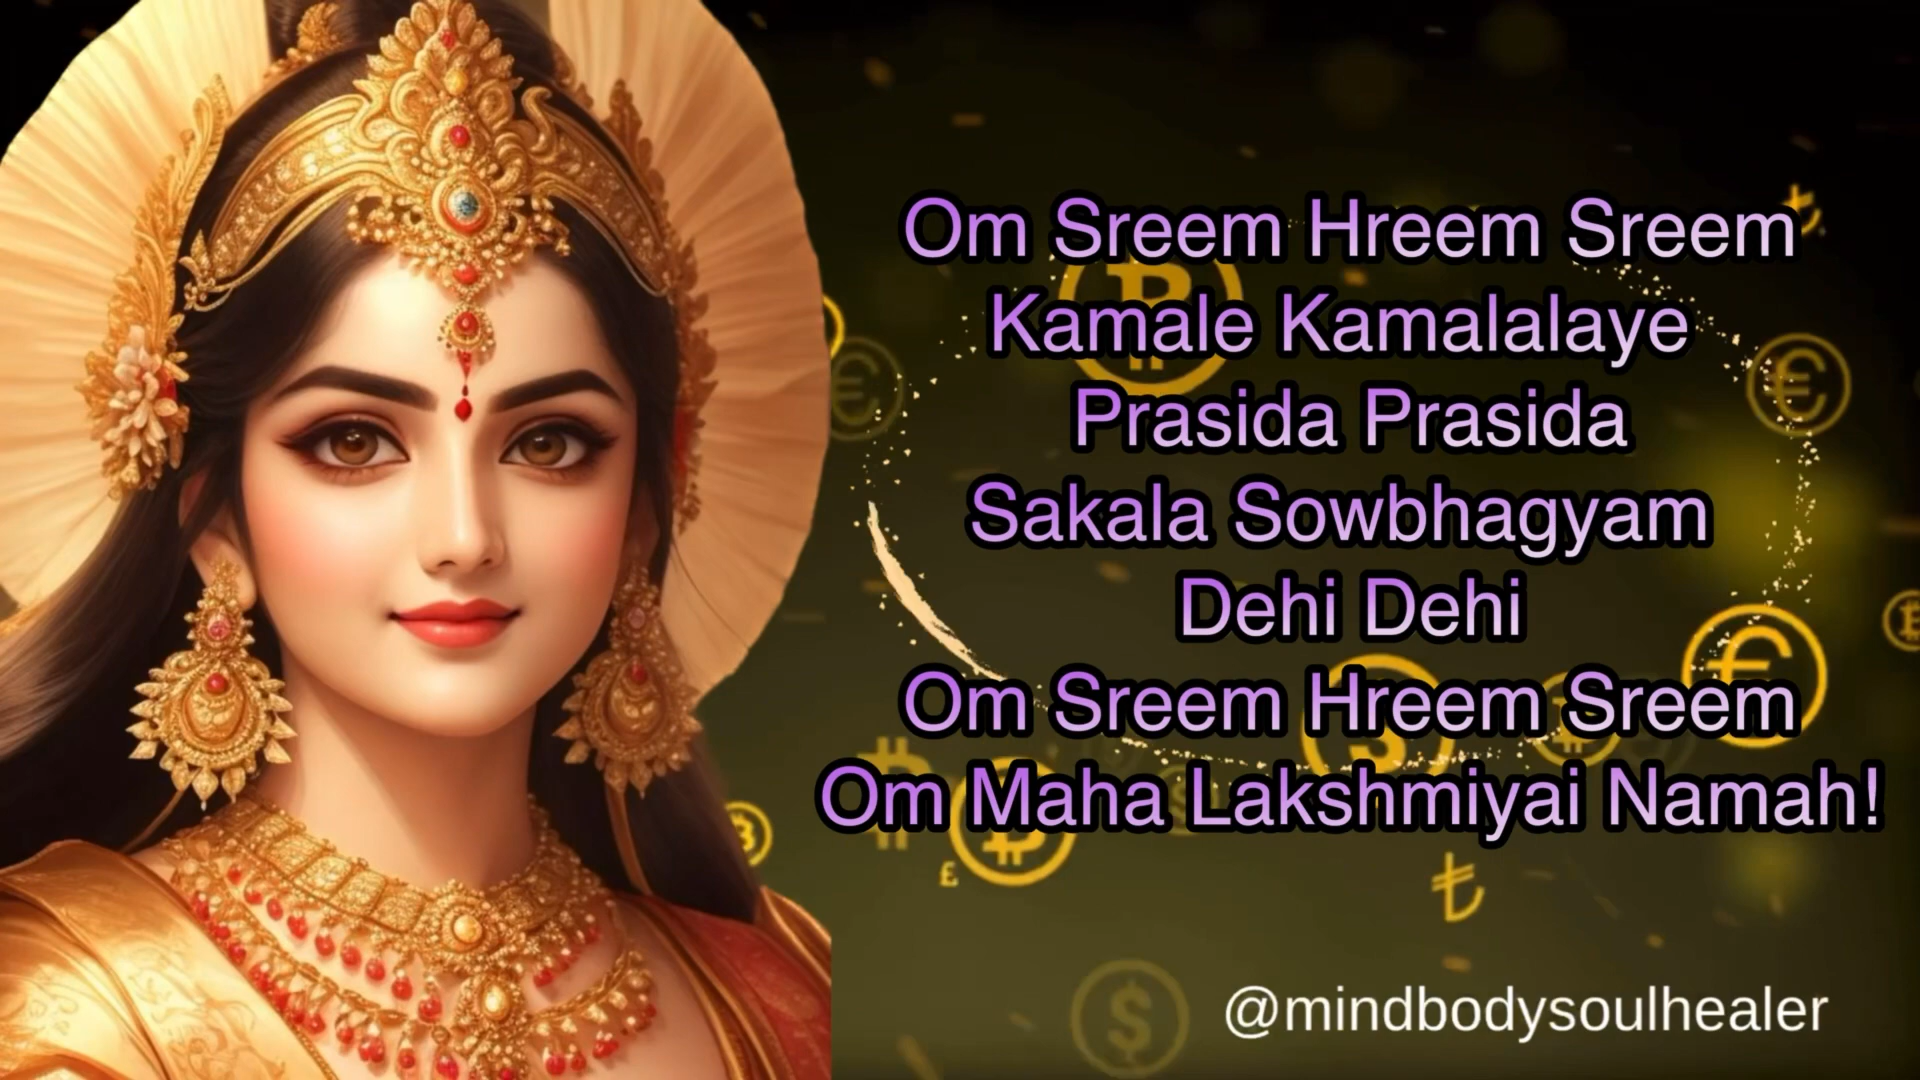 Om Sreem Hreem Sreem
Kamale Kamalalaye
Prasida Prasida
Sakala Sowbhagyam
Dehi Dehi
Om Sreem Hreem Sreem
Om Maha Lakshmiyai Namah!
@mindbodysoulhealer